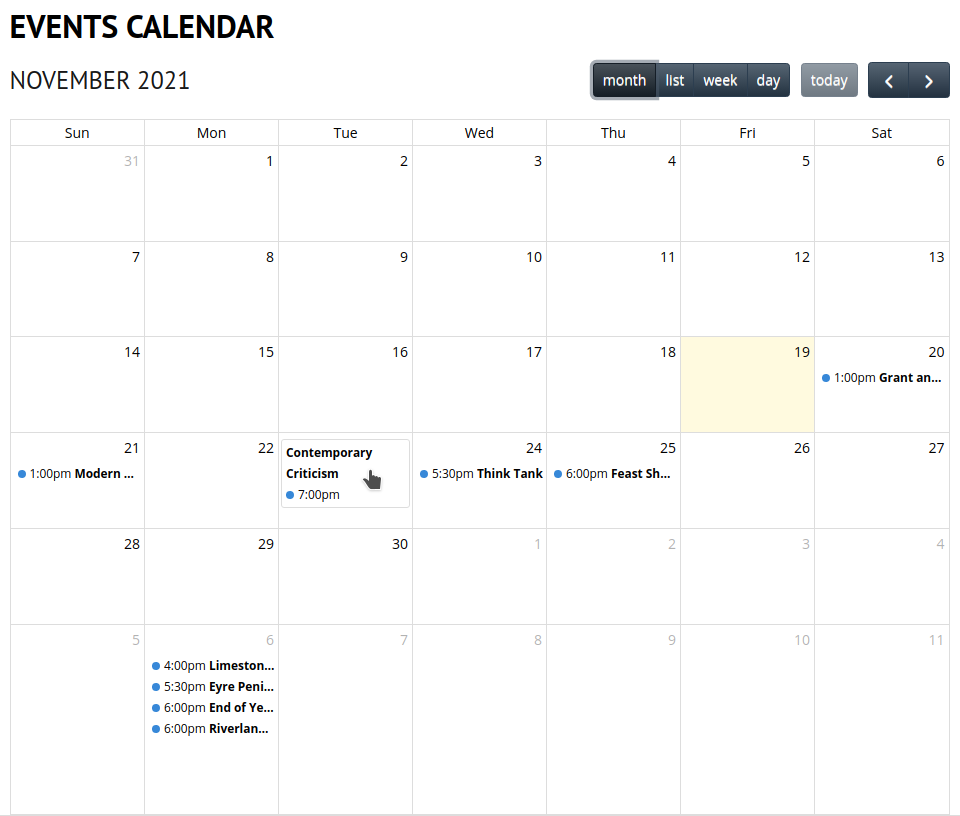 EVENTS CALENDAR
NOVEMBER 2021
month list week day today
Sun Mon Tue Wed Thu Fri Sat
31 1 2 3 4 5 6
7 8 9 10 11 12 13
14 15 16 17 18 19 20
1:00pm Grant an...
21 22 24 25 26 27
1:00pm Modern ...
Contemporary
Criticism
7:00pm
5:30pm Think Tank
6:00pm Feast Sh...
28 29 30 1 2 3 4
5 6 7 8 9 10 11
4:00pm Limeston...
5:30pm Eyre Peni...
6:00pm End of Ye...
6:00pm Riverlan...